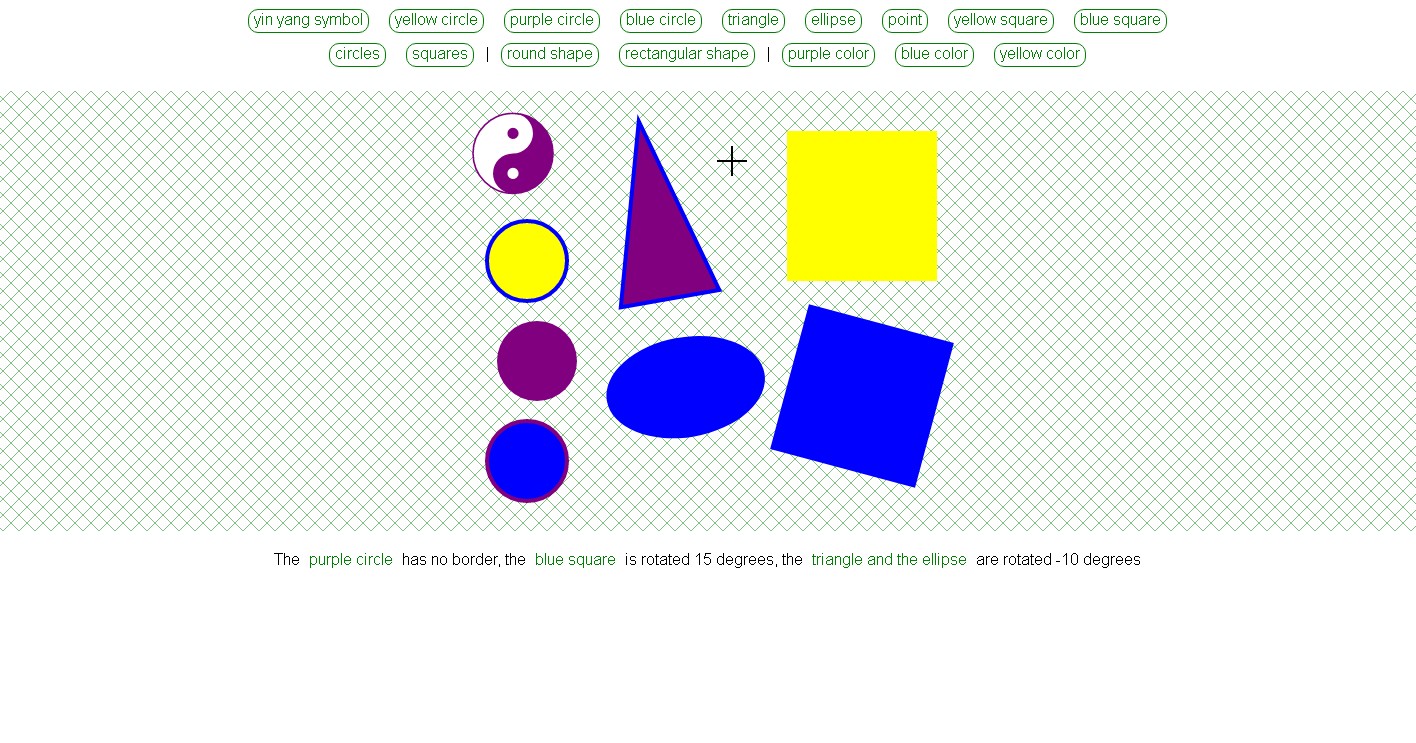 yin yang symbol yellow circle purple circle blue circle triangle ellipse point yellow square blue square
circles squares | round shape rectangular shape | purple color blue color yellow color
The purple circle has no border, the blue square is rotated 15 degrees, the triangle and the ellipse are rotated -10 degrees